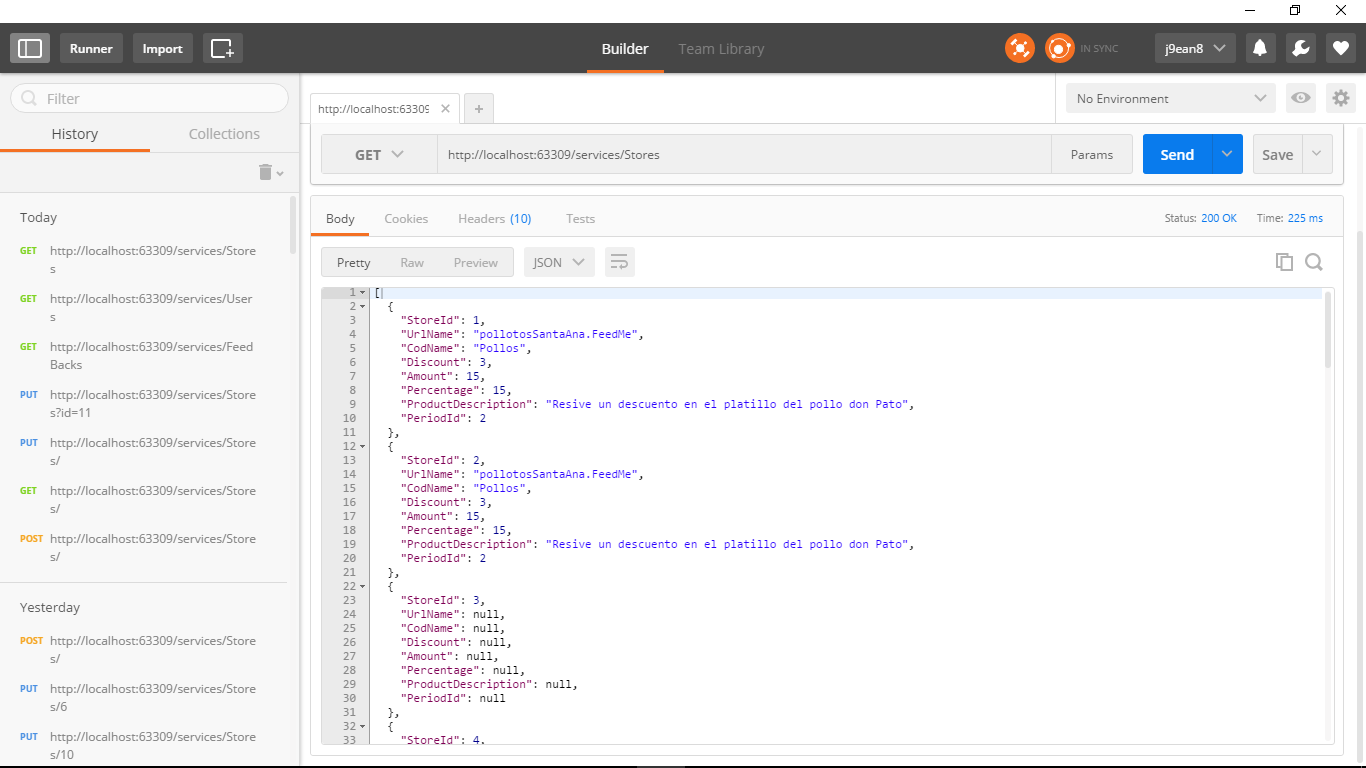 Runner
Import
Builder
Team Library
IN SYNC
j9ean8
Filter
History
Collections
Today
GET http://localhost:63309/services/Store
s
GET http://localhost:63309/services/User
s
GET http://localhost:63309/services/Feed
Backs
PUT http://localhost:63309/services/Store
s?id=11
PUT http://localhost:63309/services/Store
s/
GET http://localhost:63309/services/Store
s/
POST http://localhost:63309/services/Store
s/
Yesterday
POST http://localhost:63309/services/Store
s/
PUT http://localhost:63309/services/Store
s/6
PUT http://localhost:63309/services/Store
s/10
http://localhost:63309
No Environment
GET
http://localhost:63309/services/Stores
Params
Send
Save
Body
Cookies
Headers (10)
Tests
Status: 200 OK
Time: 225 ms
Pretty
Raw
Preview
JSON
1 [
2 {
3 "StoreId": 1,
4 "UrlName": "pollotosSantaAna.FeedMe",
5 "CodName": "Pollos",
6 "Discount": 3,
7 "Amount": 15,
8 "Percentage": 15,
9 "ProductDescription": "Resive un descuento en el platillo del pollo don Pato",
10 "PeriodId": 2
11 },
12 {
13 "StoreId": 2,
14 "UrlName": "pollotosSantaAna.FeedMe",
15 "CodName": "Pollos",
16 "Discount": 3,
17 "Amount": 15,
18 "Percentage": 15,
19 "ProductDescription": "Resive un descuento en el platillo del pollo don Pato",
20 "PeriodId": 2
21 },
22 {
23 "StoreId": 3,
24 "UrlName": null,
25 "CodName": null,
26 "Discount": null,
27 "Amount": null,
28 "Percentage": null,
29 "ProductDescription": null,
30 "PeriodId": null
31 },
32 {
33 "StoreId": 4,